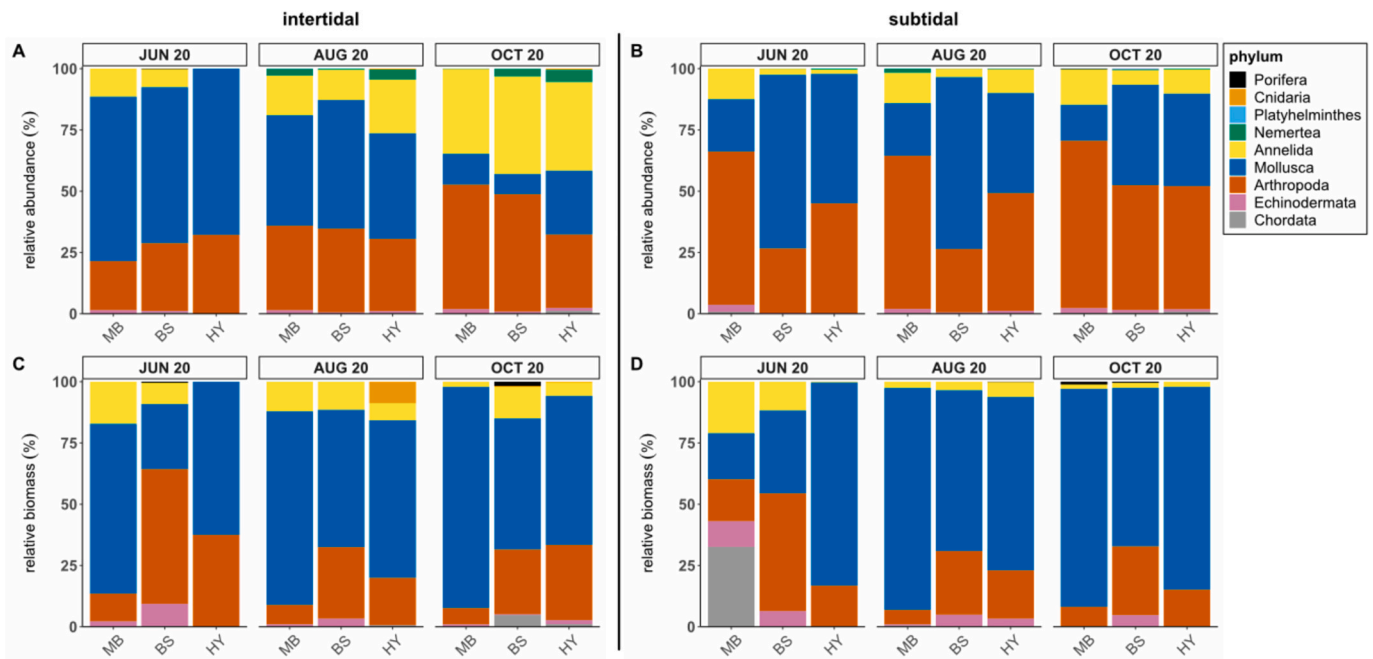 intertidal
subtidal
A
JUN 20
AUG 20
OCT 20
relative abundance (%)
100
75
50
25
0
MB
BS
HY
MB
BS
HY
MB
BS
HY
B
JUN 20
AUG 20
OCT 20
relative abundance (%)
100
75
50
25
0
MB
BS
HY
MB
BS
HY
MB
BS
HY
phylum
Porifera
Cnidaria
Platyhelminthes
Nemertea
Annelida
Mollusca
Arthropoda
Echinodermata
Chordata
C
JUN 20
AUG 20
OCT 20
relative biomass (%)
100
75
50
25
0
MB
BS
HY
MB
BS
HY
MB
BS
HY
D
JUN 20
AUG 20
OCT 20
relative biomass (%)
100
75
50
25
0
MB
BS
HY
MB
BS
HY
MB
BS
HY